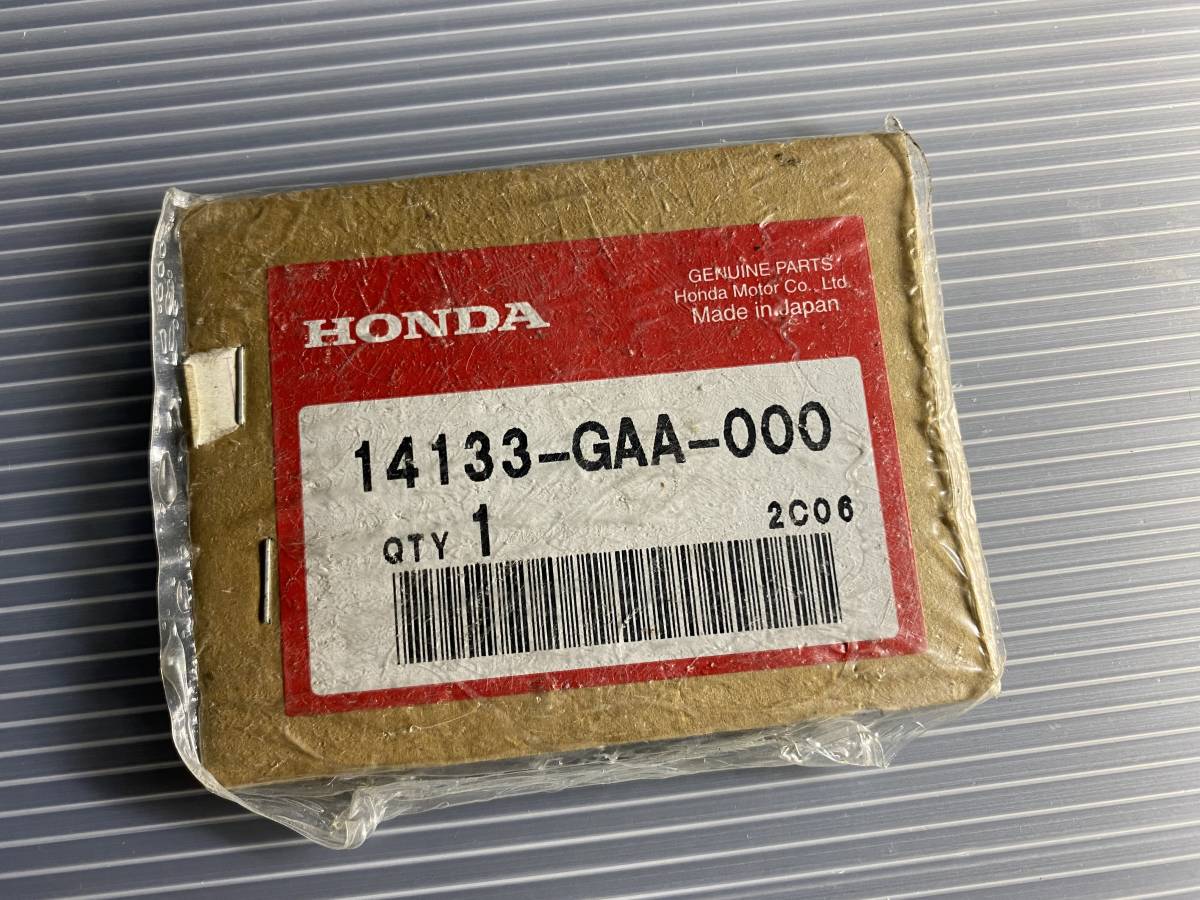 HONDA
GENUINE PARTS
Honda Motor Co., Ltd.
Made in Japan
14133-GAA-000
QTY 1
2C06